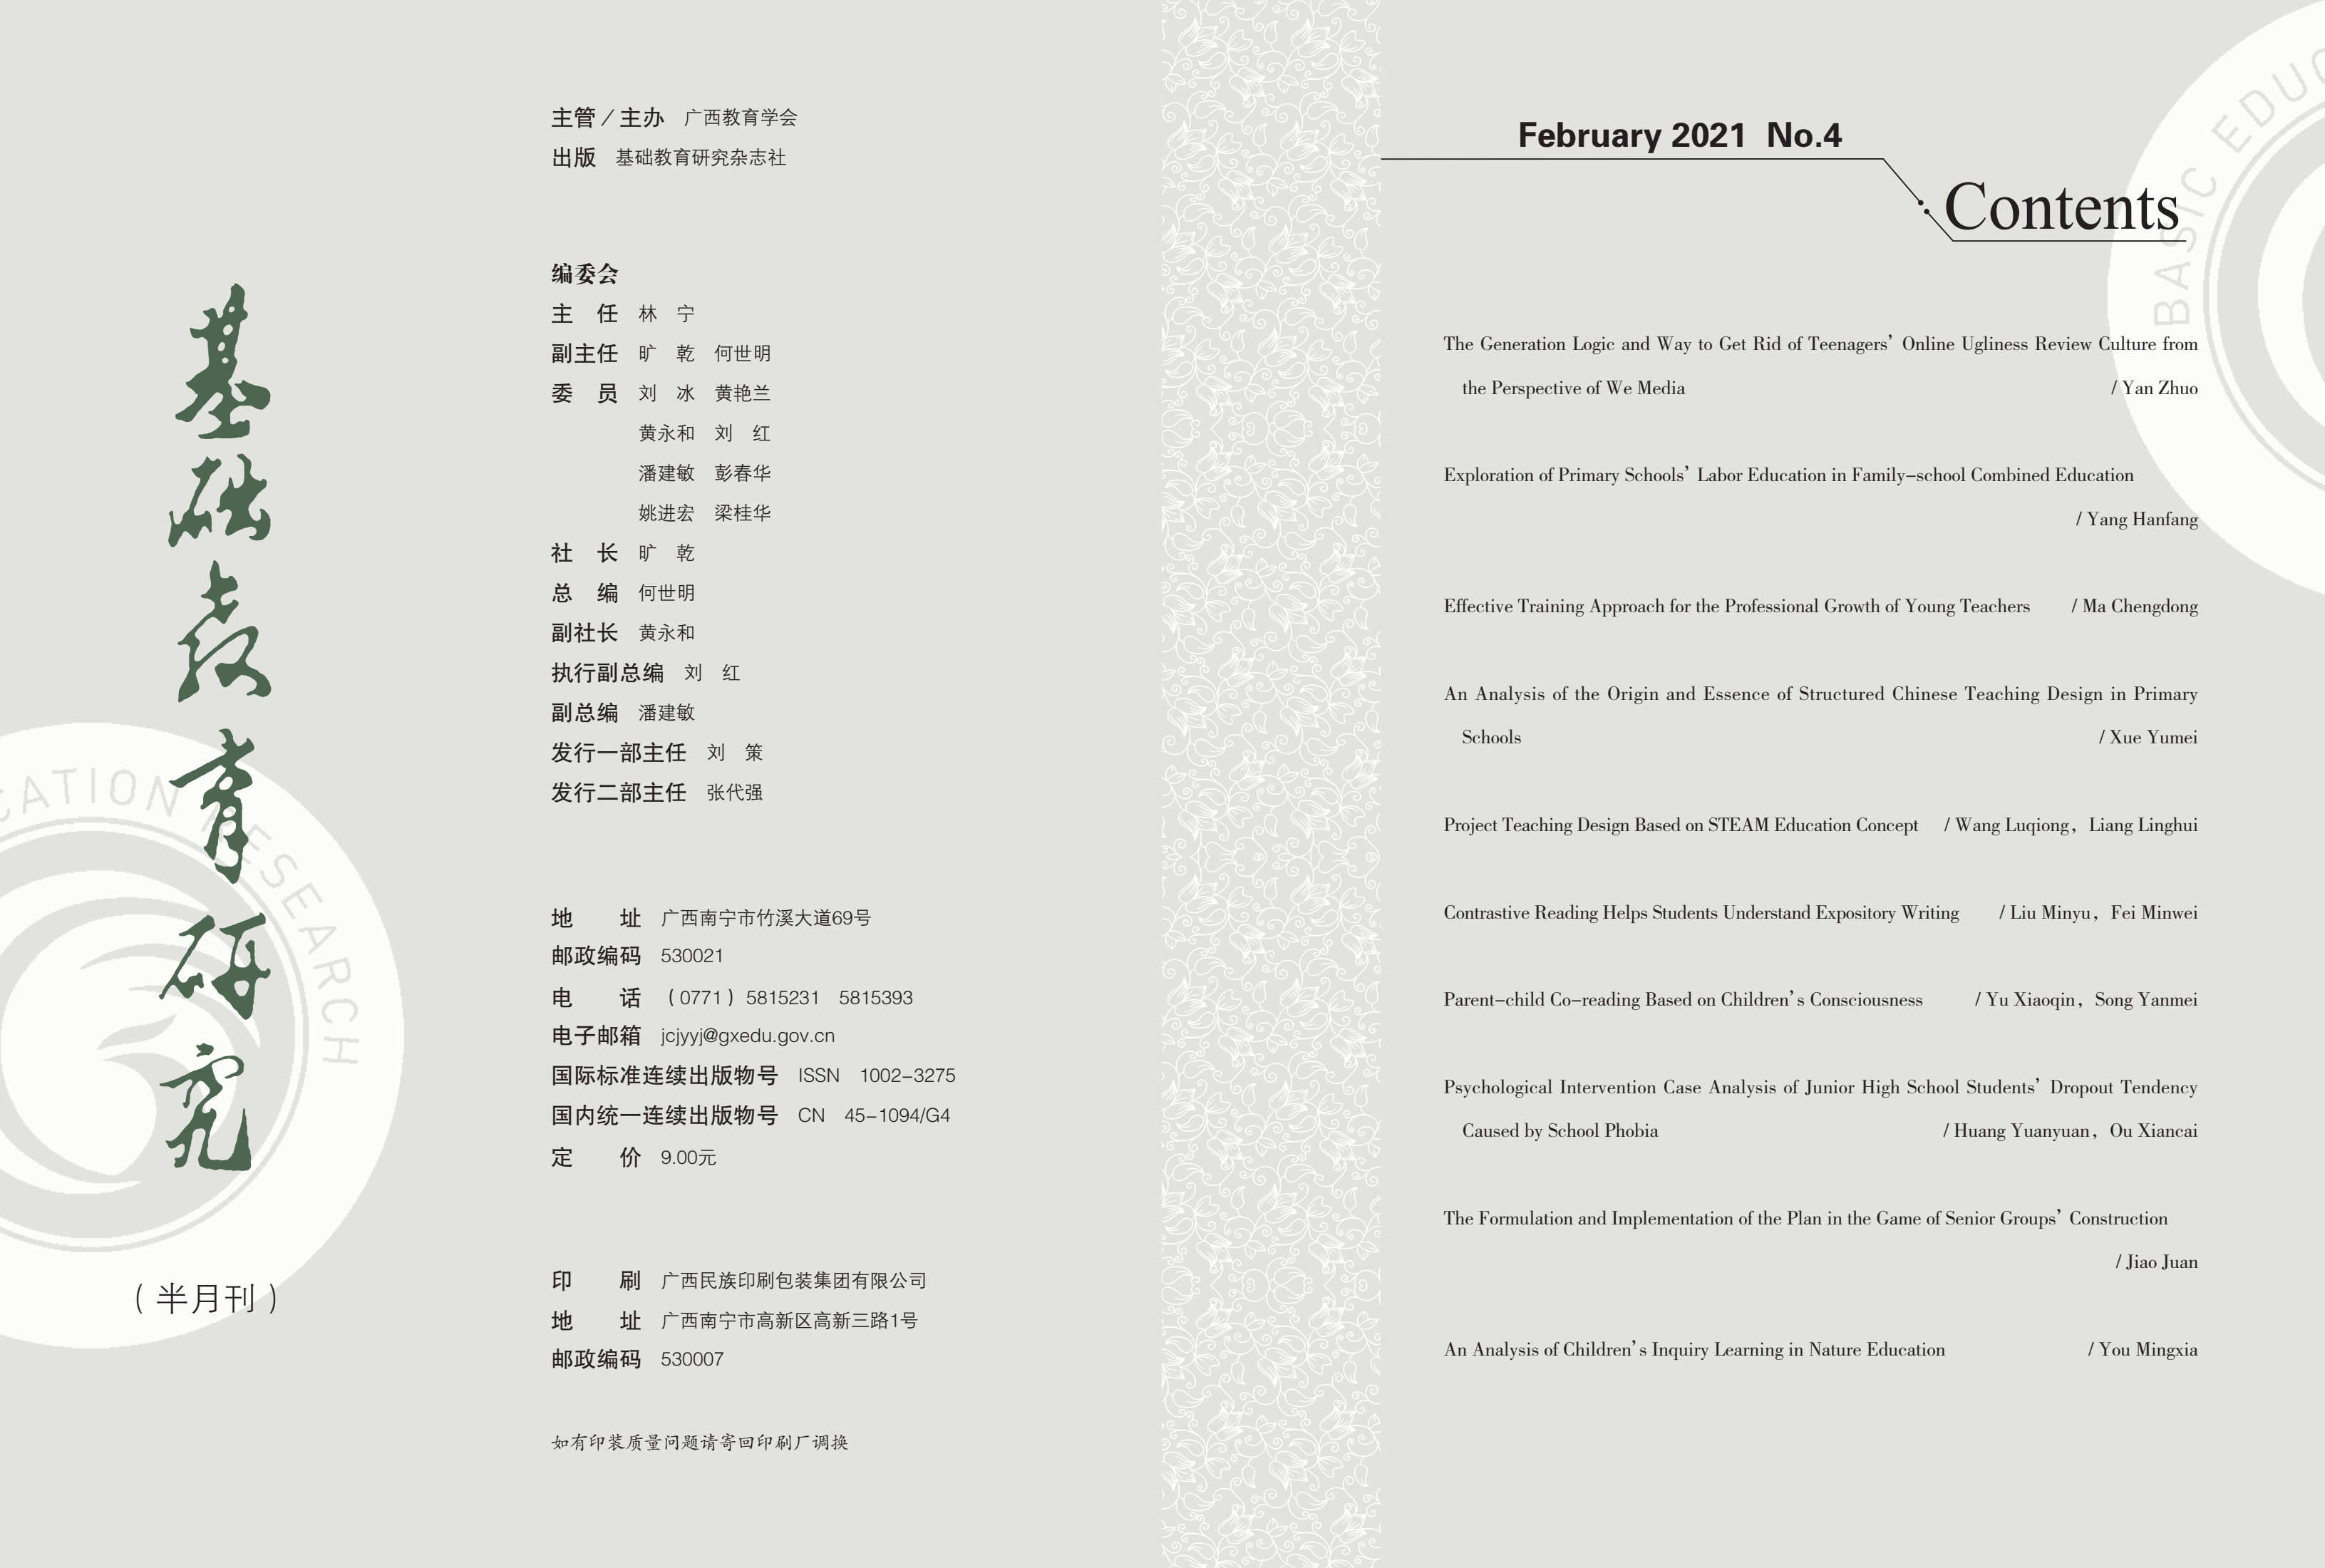 基础教育研究
(半月刊)
主管/主办 广西教育学会
出版 基础教育研究杂志社
编委会
主 任 林 宁
副主任 旷 乾 何世明
委 员 刘 冰 黄艳兰
黄永和 刘 红
潘建敏 彭春华
姚进宏 梁桂华
社 长 旷 乾
总 编 何世明
副社长 黄永和
执行副总编 刘 红
副总编 潘建敏
发行一部主任 刘 策
发行二部主任 张代强
地 址 广西南宁市竹溪大道69号
邮政编码 530021
电 话 (0771) 5815231 5815393
电子邮箱 jcjyyj@gxedu.gov.cn
国际标准连续出版物号 ISSN 1002-3275
国内统一连续出版物号 CN 45-1094/G4
定 价 9.00元
印 刷 广西民族印刷包装集团有限公司
地 址 广西南宁市高新区高新三路1号
邮政编码 530007
如有印装质量问题请寄回印刷厂调换
CATION RESEARCH
BASIC EDUC
February 2021 No.4
Contents
The Generation Logic and Way to Get Rid of Teenagers' Online Ugliness Review Culture from
the Perspective of We Media / Yan Zhuo
Exploration of Primary Schools' Labor Education in Family-school Combined Education
/ Yang Hanfang
Effective Training Approach for the Professional Growth of Young Teachers / Ma Chengdong
An Analysis of the Origin and Essence of Structured Chinese Teaching Design in Primary
Schools / Xue Yumei
Project Teaching Design Based on STEAM Education Concept / Wang Luqiong, Liang Linghui
Contrastive Reading Helps Students Understand Expository Writing / Liu Minyu, Fei Minwei
Parent-child Co-reading Based on Children's Consciousness / Yu Xiaoqin, Song Yanmei
Psychological Intervention Case Analysis of Junior High School Students' Dropout Tendency
Caused by School Phobia / Huang Yuanyuan, Ou Xiancai
The Formulation and Implementation of the Plan in the Game of Senior Groups' Construction
/ Jiao Juan
An Analysis of Children's Inquiry Learning in Nature Education / You Mingxia